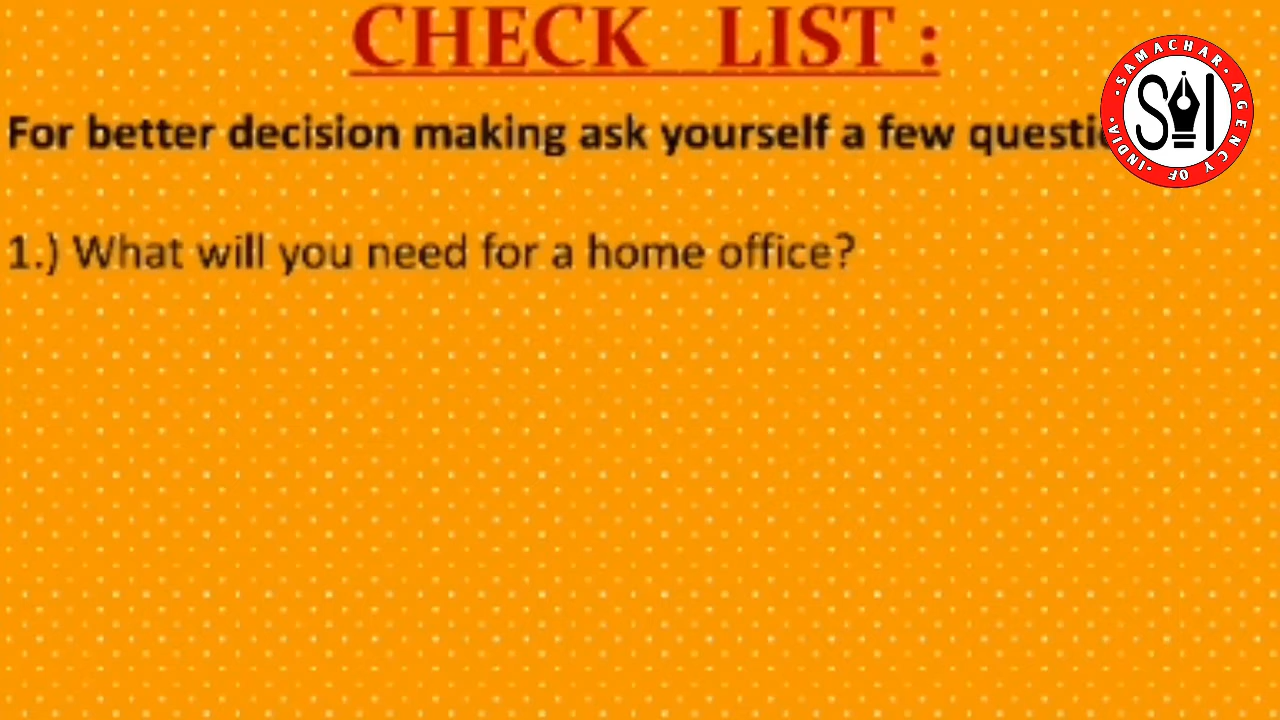 CHECK LIST :
For better decision making ask yourself a few
1.) What will you need for a home office?
SAMACHAR AGENCY OF INDIA
SAI